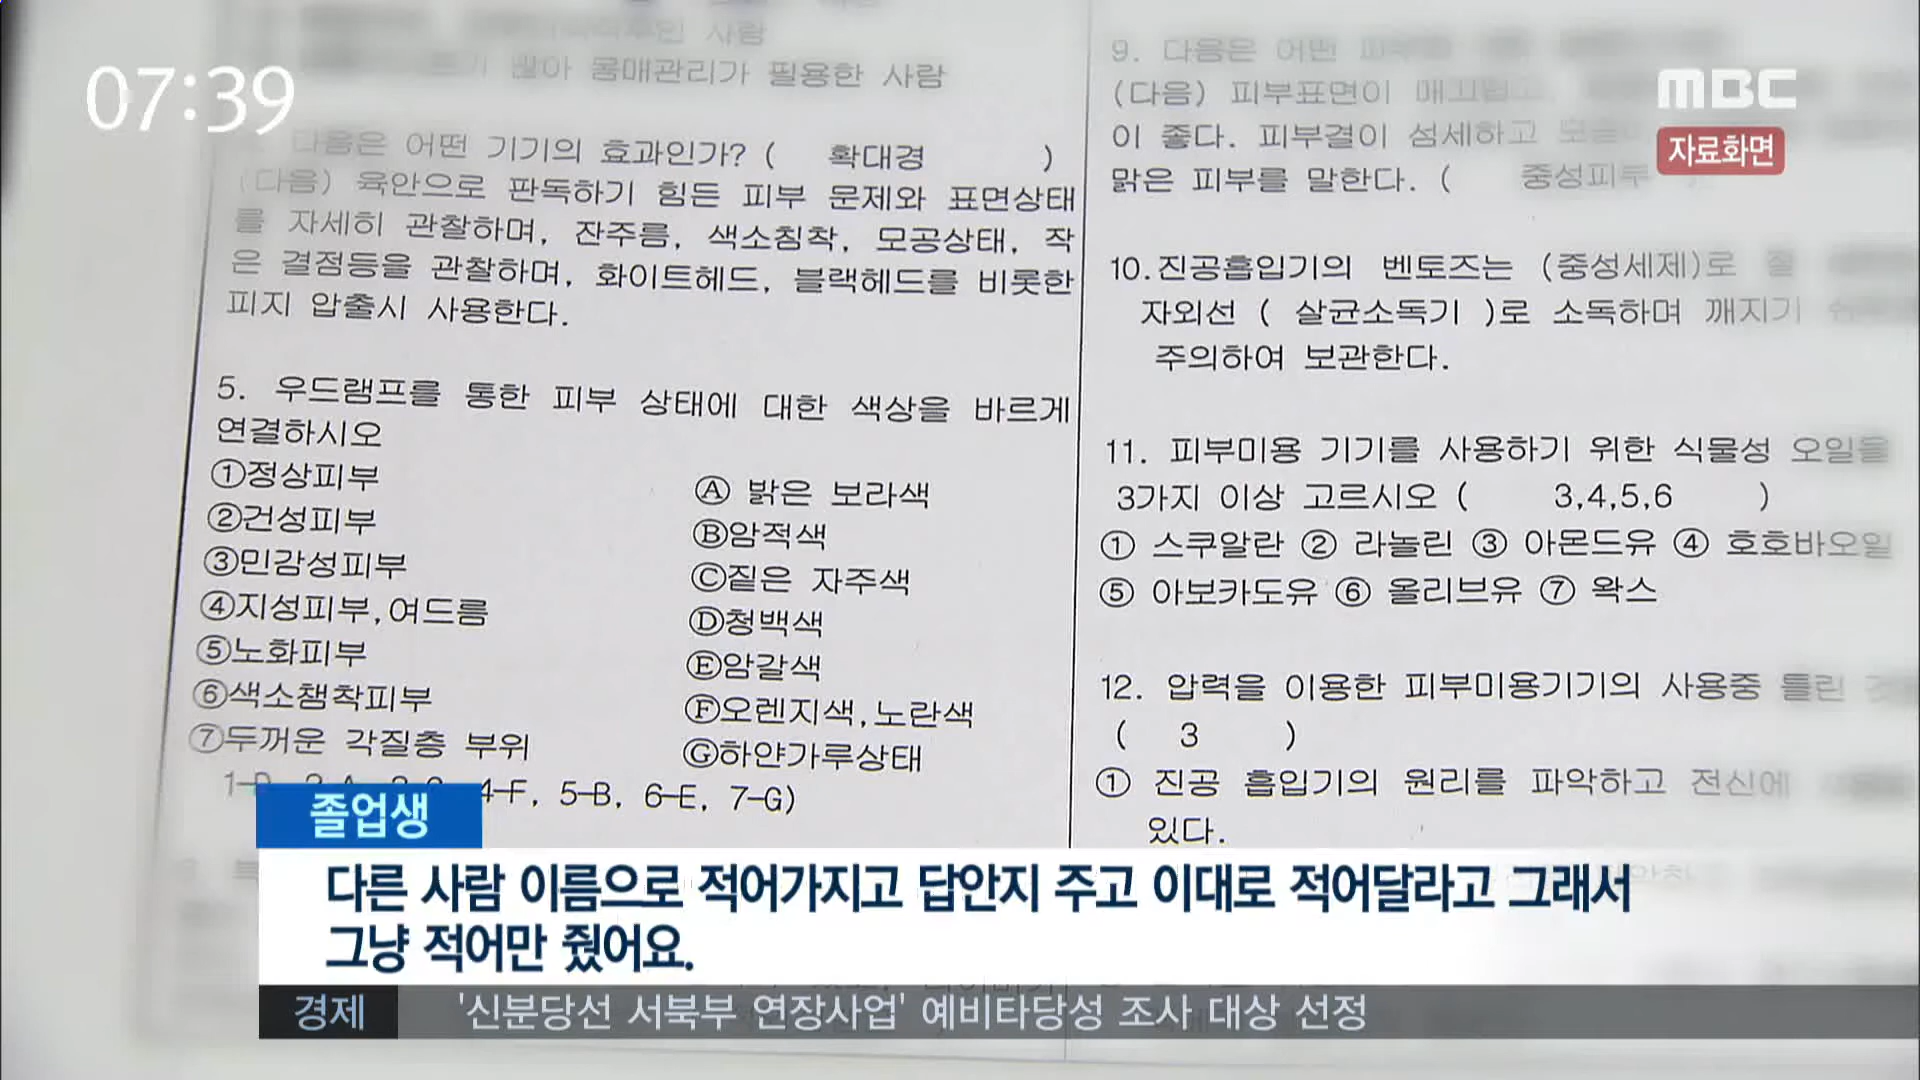 07:39
MBC
자료화면
사람
많아 몸매관리가 필용한 사람
다음은 어떤 기기의 효과인가? ( 확대경 )
(다음) 육안으로 판독하기 힘든 피부 문제와 표면상태
를 자세히 관찰하며, 잔주름, 색소침착, 모공상태, 작
은 결점등을 관찰하며, 화이트헤드, 블랙헤드를 비롯한
피지 압출시 사용한다.
5. 우드램프를 통한 피부 상태에 대한 색상을 바르게
연결하시오
①정상피부
Ⓐ 밝은 보라색
②건성피부
Ⓑ암적색
③민감성피부
Ⓒ짙은 자주색
④지성피부,여드름
Ⓓ청백색
⑤노화피부
Ⓔ암갈색
⑥색소챔착피부
Ⓕ오렌지색,노란색
⑦두꺼운 각질층 부위
Ⓖ하얀가루상태
4-F, 5-B, 6-E, 7-G)
9. 다음은 어떤
(다음) 피부표면이 매끄럽고
이 좋다. 피부결이 섬세하고
맑은 피부를 말한다. ( 중성피부 )
10.진공흡입기의 벤토즈는 (중성세제)로
자외선 ( 살균소독기 )로 소독하며 깨지기
주의하여 보관한다.
11. 피부미용 기기를 사용하기 위한 식물성 오일을
3가지 이상 고르시오 ( 3,4,5,6 )
① 스쿠알란 ② 라놀린 ③ 아몬드유 ④ 호호바오일
⑤ 아보카도유 ⑥ 올리브유 ⑦ 왁스
12. 압력을 이용한 피부미용기기의 사용중 틀린
( 3 )
① 진공 흡입기의 원리를 파악하고 전신에
있다.
졸업생
다른 사람 이름으로 적어가지고 답안지 주고 이대로 적어달라고 그래서
그냥 적어만 줬어요.
경제 '신분당선 서북부 연장사업' 예비타당성 조사 대상 선정